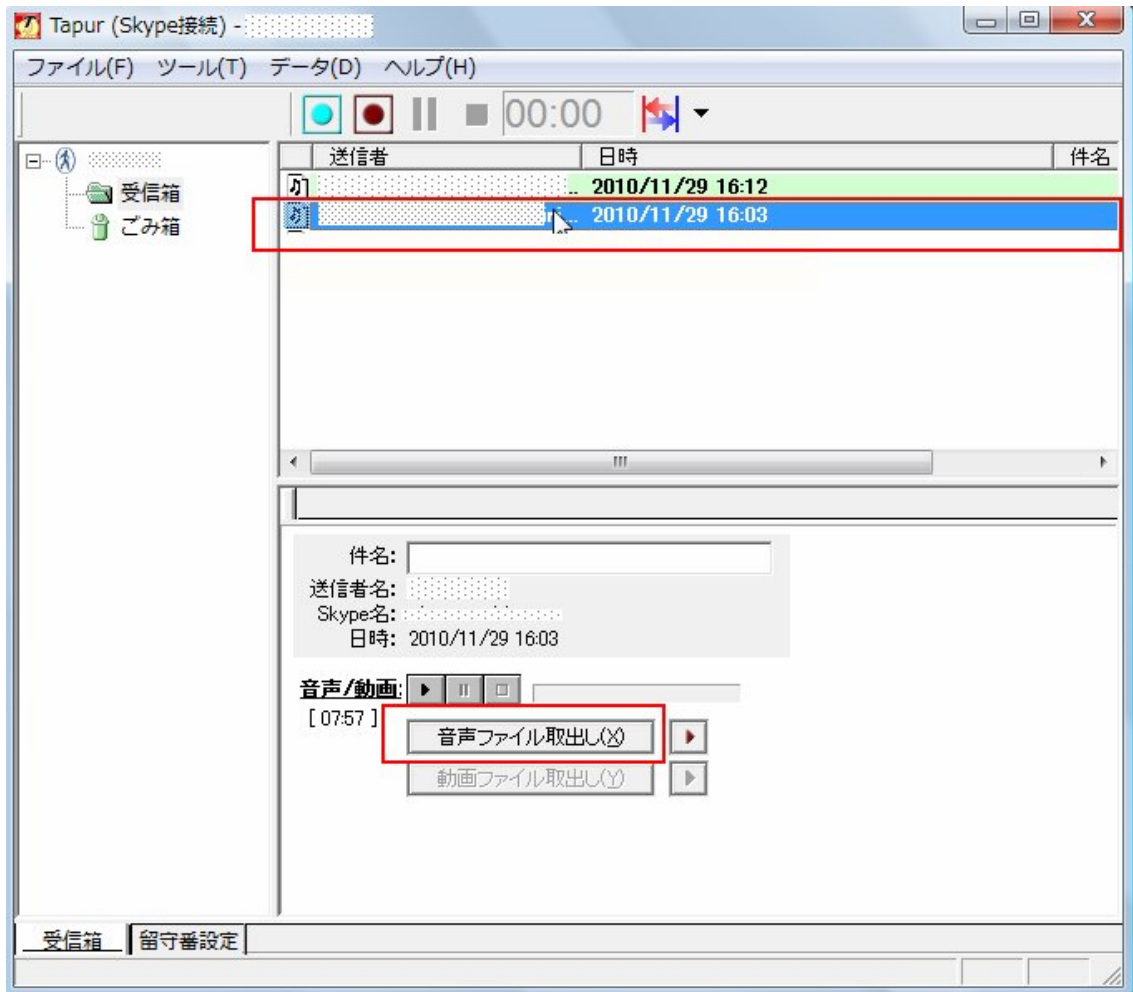 Tapur (Skype接続) -
ファイル(F) ツール(T) データ(D) ヘルプ(H)
00:00
送信者 日時 件名
.. 2010/11/29 16:12
... 2010/11/29 16:03
受信箱
ごみ箱
件名:
送信者名:
Skype名:
日時: 2010/11/29 16:03
音声/動画:
[ 07:57 ]
音声ファイル取出し(X)
動画ファイル取出し(Y)
受信箱 留守番設定